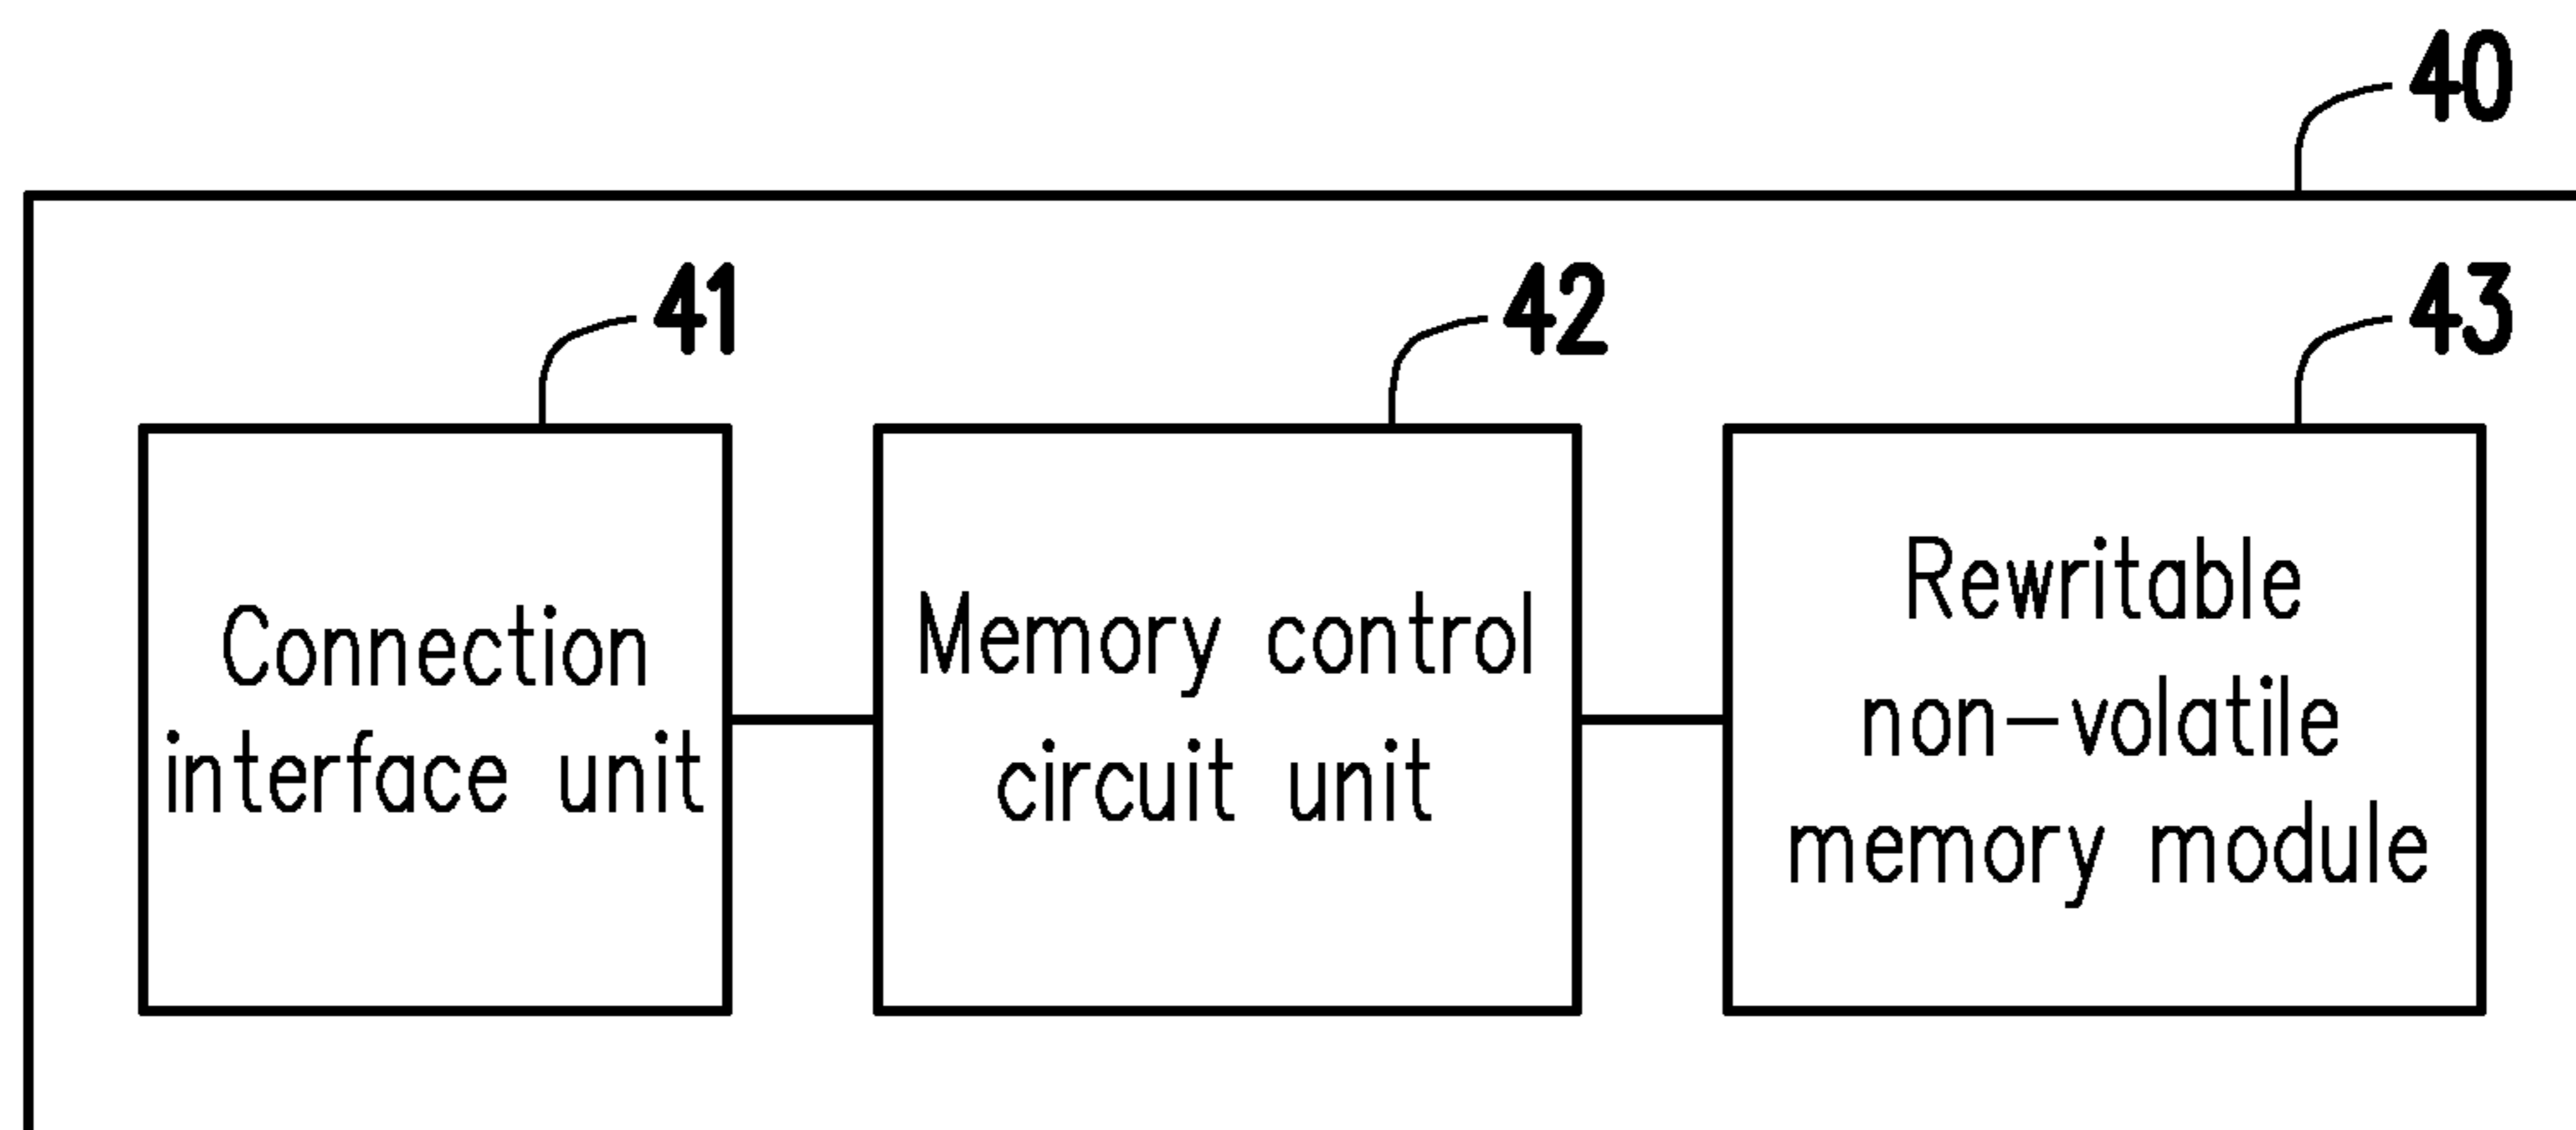 40
41
42
43
Connection
interface unit
Memory control
circuit unit
Rewritable
non-volatile
memory module